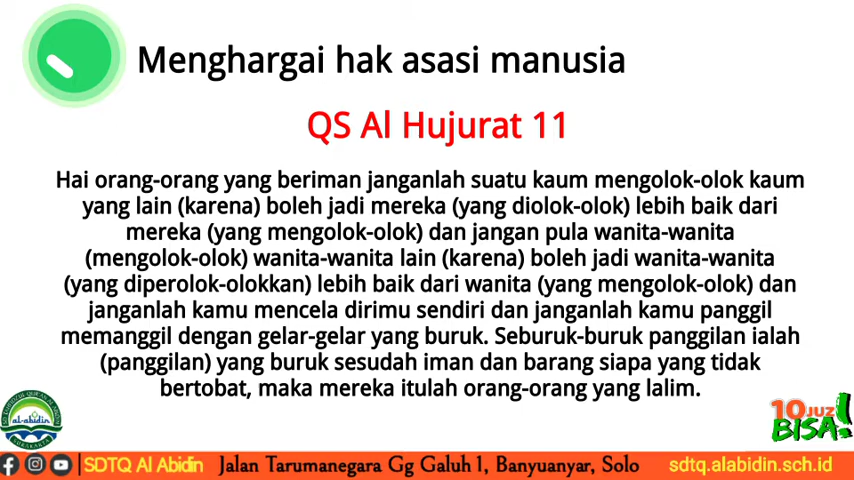 Menghargai hak asasi manusia
QS Al Hujurat 11
Hai orang-orang yang beriman janganlah suatu kaum mengolok-olok kaum
yang lain (karena) boleh jadi mereka (yang diolok-olok) lebih baik dari
mereka (yang mengolok-olok) dan jangan pula wanita-wanita
(mengolok-olok) wanita-wanita lain (karena) boleh jadi wanita-wanita
(yang diperolok-olokkan) lebih baik dari wanita (yang mengolok-olok) dan
janganlah kamu mencela dirimu sendiri dan janganlah kamu panggil
memanggil dengan gelar-gelar yang buruk. Seburuk-buruk panggilan ialah
(panggilan) yang buruk sesudah iman dan barang siapa yang tidak
bertobat, maka mereka itulah orang-orang yang lalim.
al-abidin
SURAKARTA
10 JUZ
BISA!
SDTQ Al Abidin Jalan Tarumanegara Gg Galuh 1, Banyuanyar, Solo sdtq.alabidin.sch.id